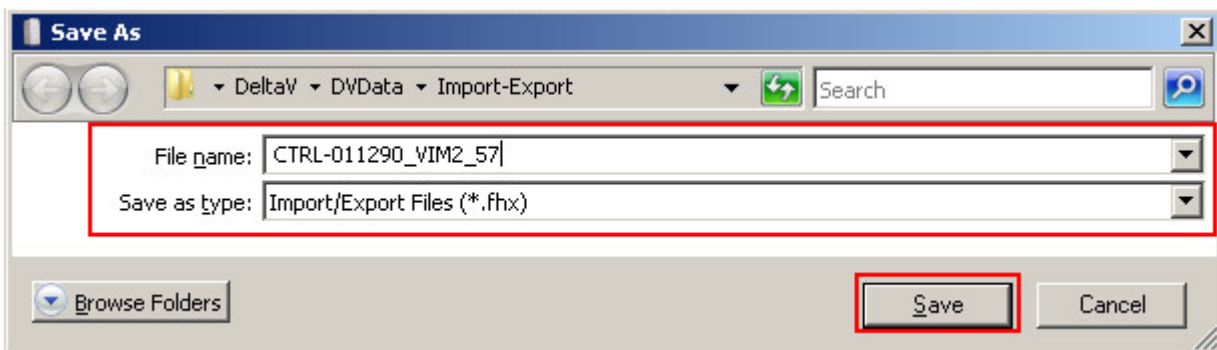 Save As
DeltaV DVData Import-Export Search
File name: CTRL-011290_VIM2_57
Save as type: Import/Export Files (*.fhx)
Browse Folders Save Cancel